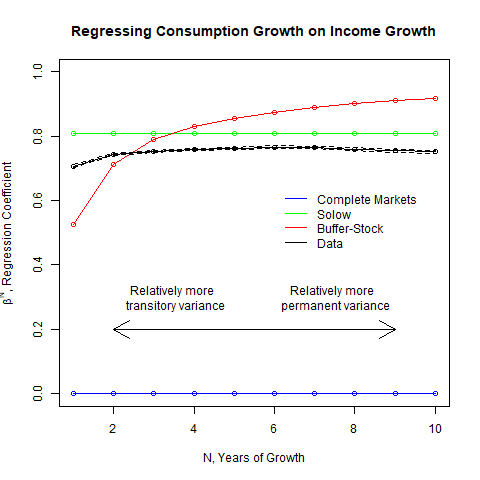 Regressing Consumption Growth on Income Growth
β^N, Regression Coefficient
1.0
0.8
0.6
0.4
0.2
0.0
Complete Markets
Solow
Buffer-Stock
Data
Relatively more
transitory variance
Relatively more
permanent variance
2
4
6
8
10
N, Years of Growth